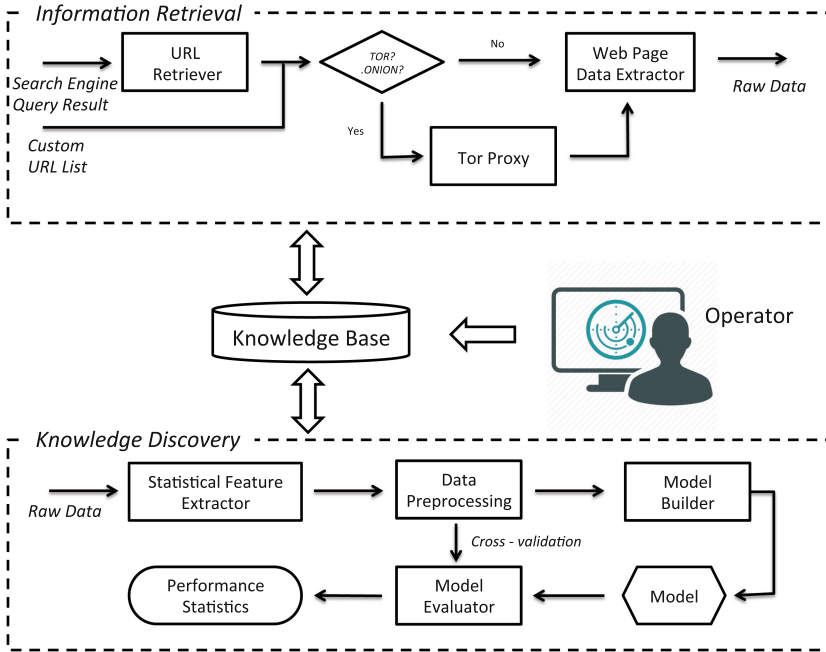 Information Retrieval
URL
Retriever
TOR?
.ONION?
No
Web Page
Data Extractor
Search Engine
Query Result
Raw Data
Custom
URL List
Yes
Tor Proxy
Knowledge Base
Operator
Knowledge Discovery
Statistical Feature
Extractor
Data
Preprocessing
Model
Builder
Raw Data
Cross - validation
Performance
Statistics
Model
Evaluator
Model